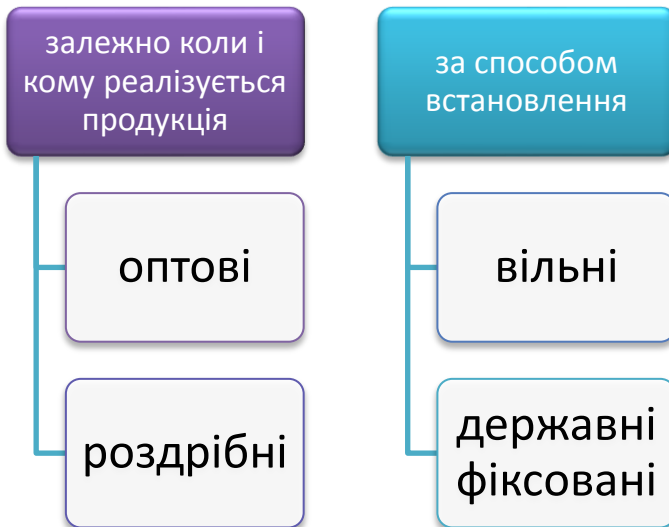 залежно коли і
кому реалізується
продукція
оптові
роздрібні
за способом
встановлення
вільні
державні
фіксовані